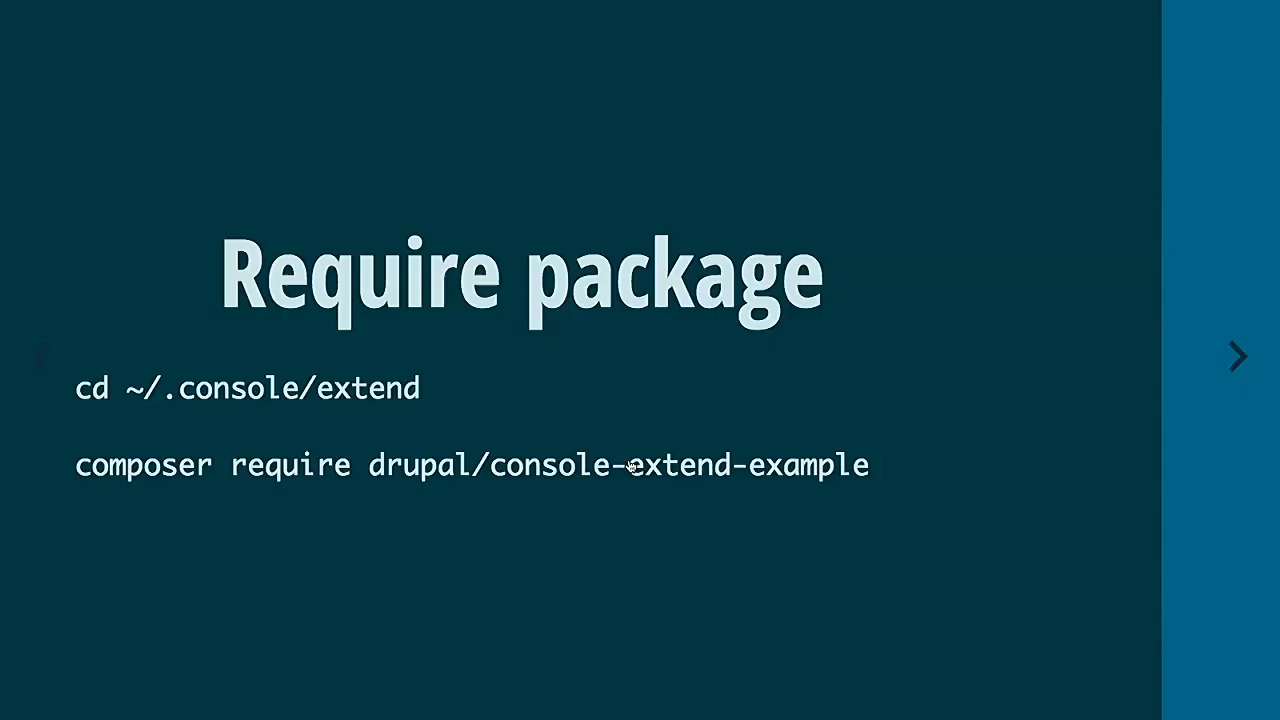 Require package
cd ~/.console/extend
composer require drupal/console-extend-example